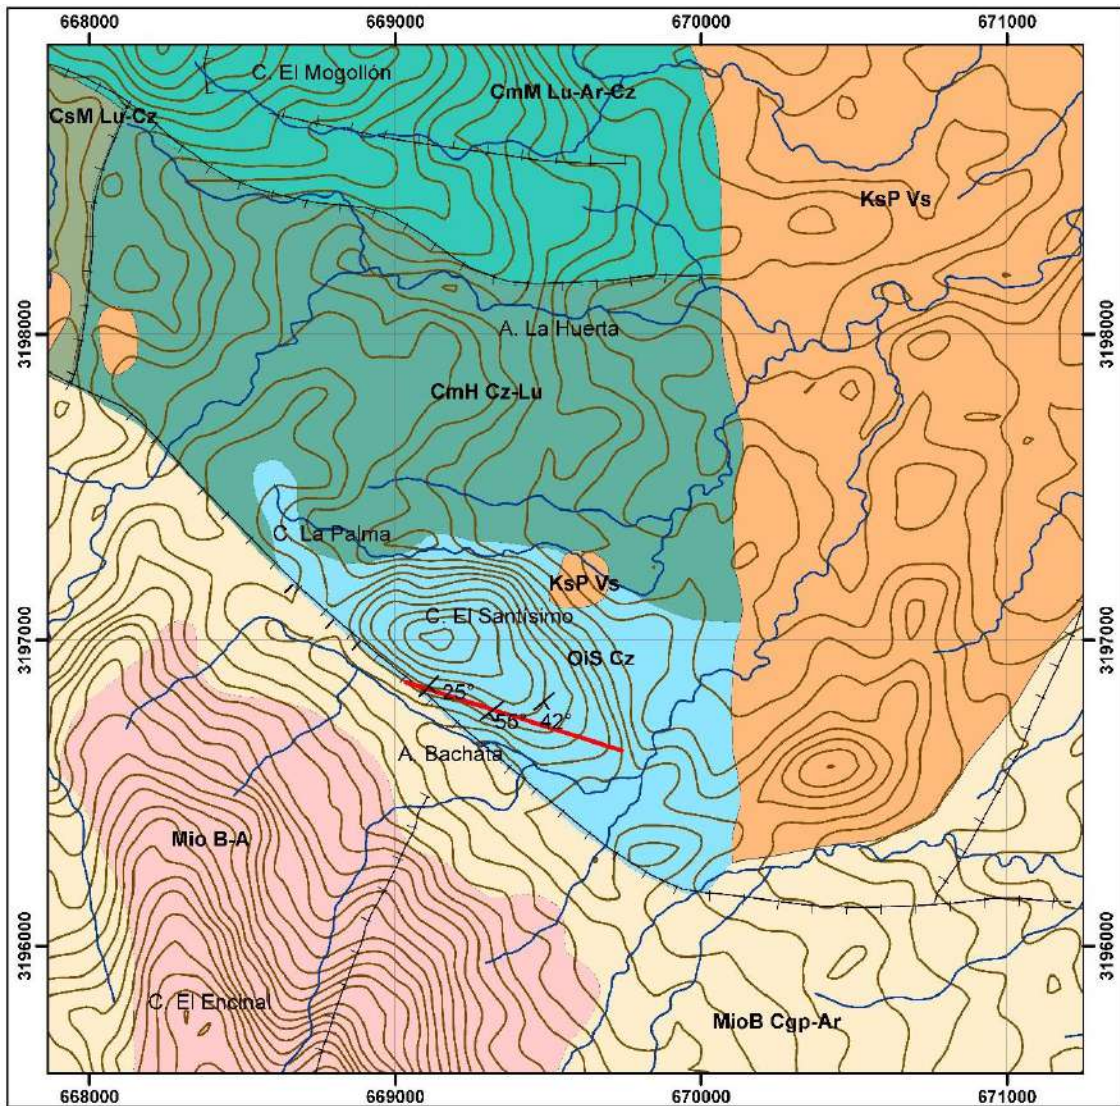 668000 669000 670000 671000
C. El Mogollón
CmM Lu-Ar-Cz
CsM Lu-Cz
KsP Vs
3198000 3198000
A. La Huerta
CmH Cz-Lu
C. La Palma
KsP Vs
C. El Santísimo
3197000 3197000
OiS Cz
25°
55° 42°
A. Bachata
Mio B-A
3196000 3196000
C. El Encinal
MioB Cgp-Ar
668000 669000 670000 671000